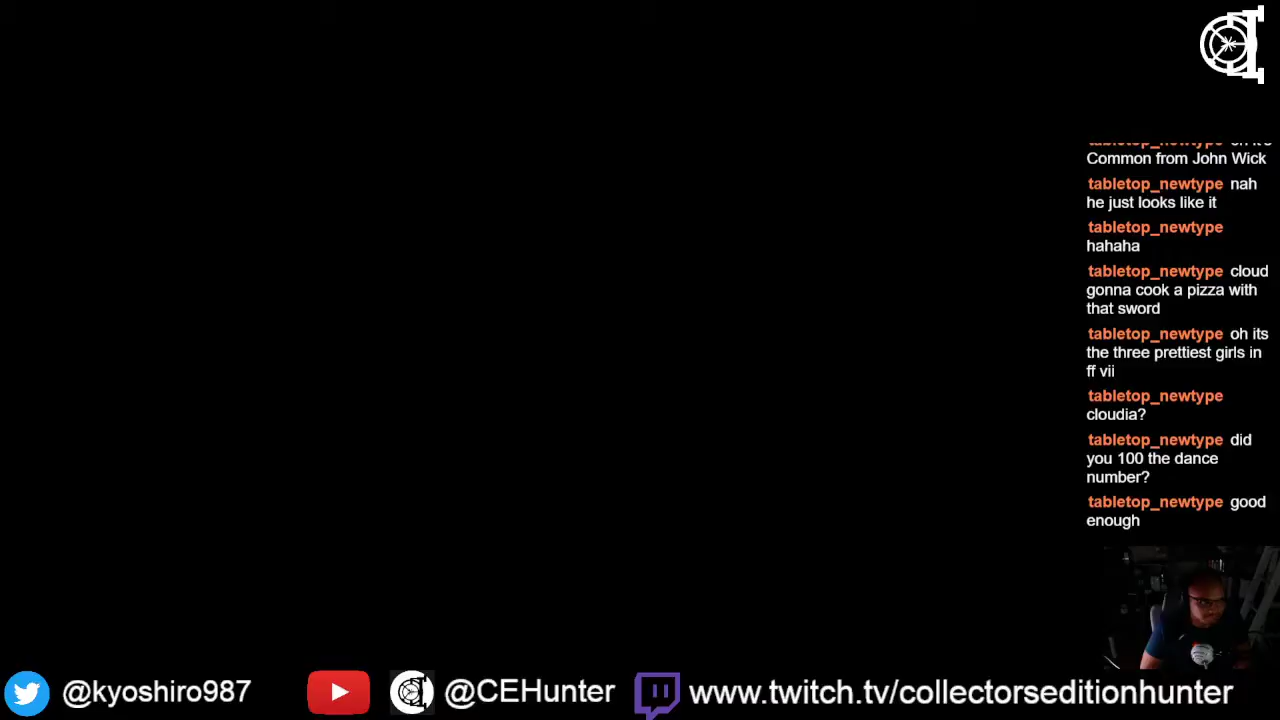 Common from John Wick
tabletop_newtype nah
he just looks like it
tabletop_newtype
hahaha
tabletop_newtype cloud
gonna cook a pizza with
that sword
tabletop_newtype oh its
the three prettiest girls in
ff vii
tabletop_newtype
cloudia?
tabletop_newtype did
you 100 the dance
number?
tabletop_newtype good
enough
@kyoshiro987 @CEHunter www.twitch.tv/collectorseditionhunter